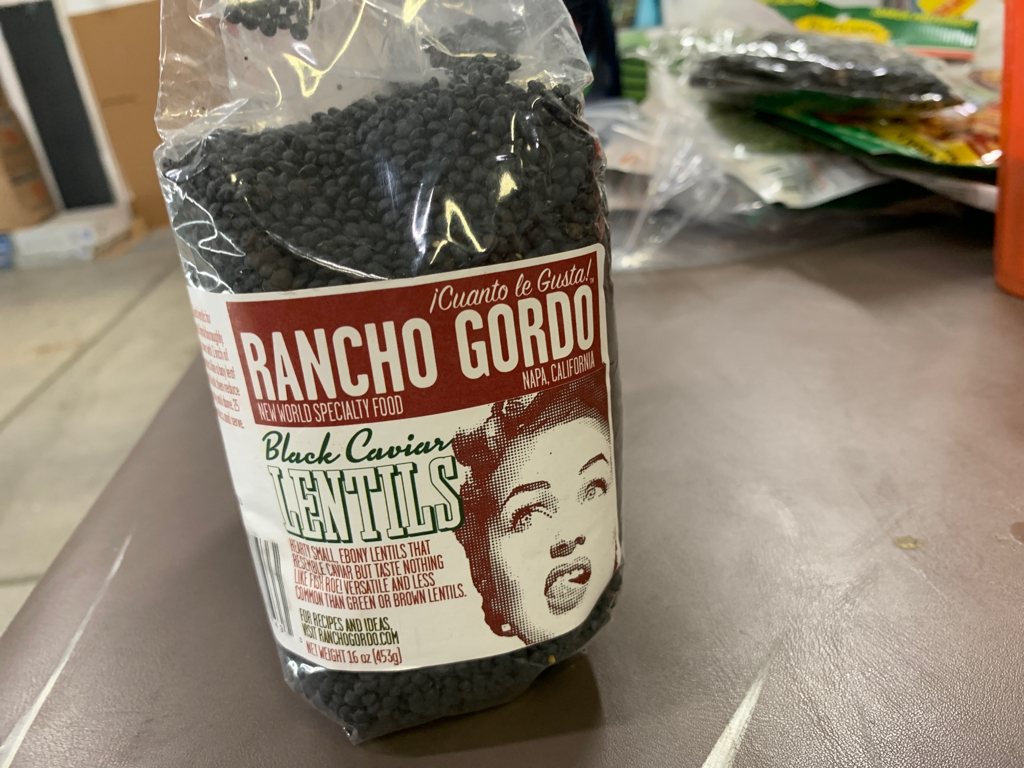 ¡Cuanto le Gusta!
RANCHO GORDO
NAPA, CALIFORNIA
NEW WORLD SPECIALTY FOOD
Black Caviar
LENTILS
HEARTY SMALL, EBONY LENTILS THAT
RESEMBLE CAVIAR BUT TASTE NOTHING
LIKE FISH ROE! VERSATILE AND LESS
COMMON THAN GREEN OR BROWN LENTILS.
FOR RECIPES AND IDEAS,
VISIT RANCHOGORDO.COM
NET WEIGHT 16 oz (453g)